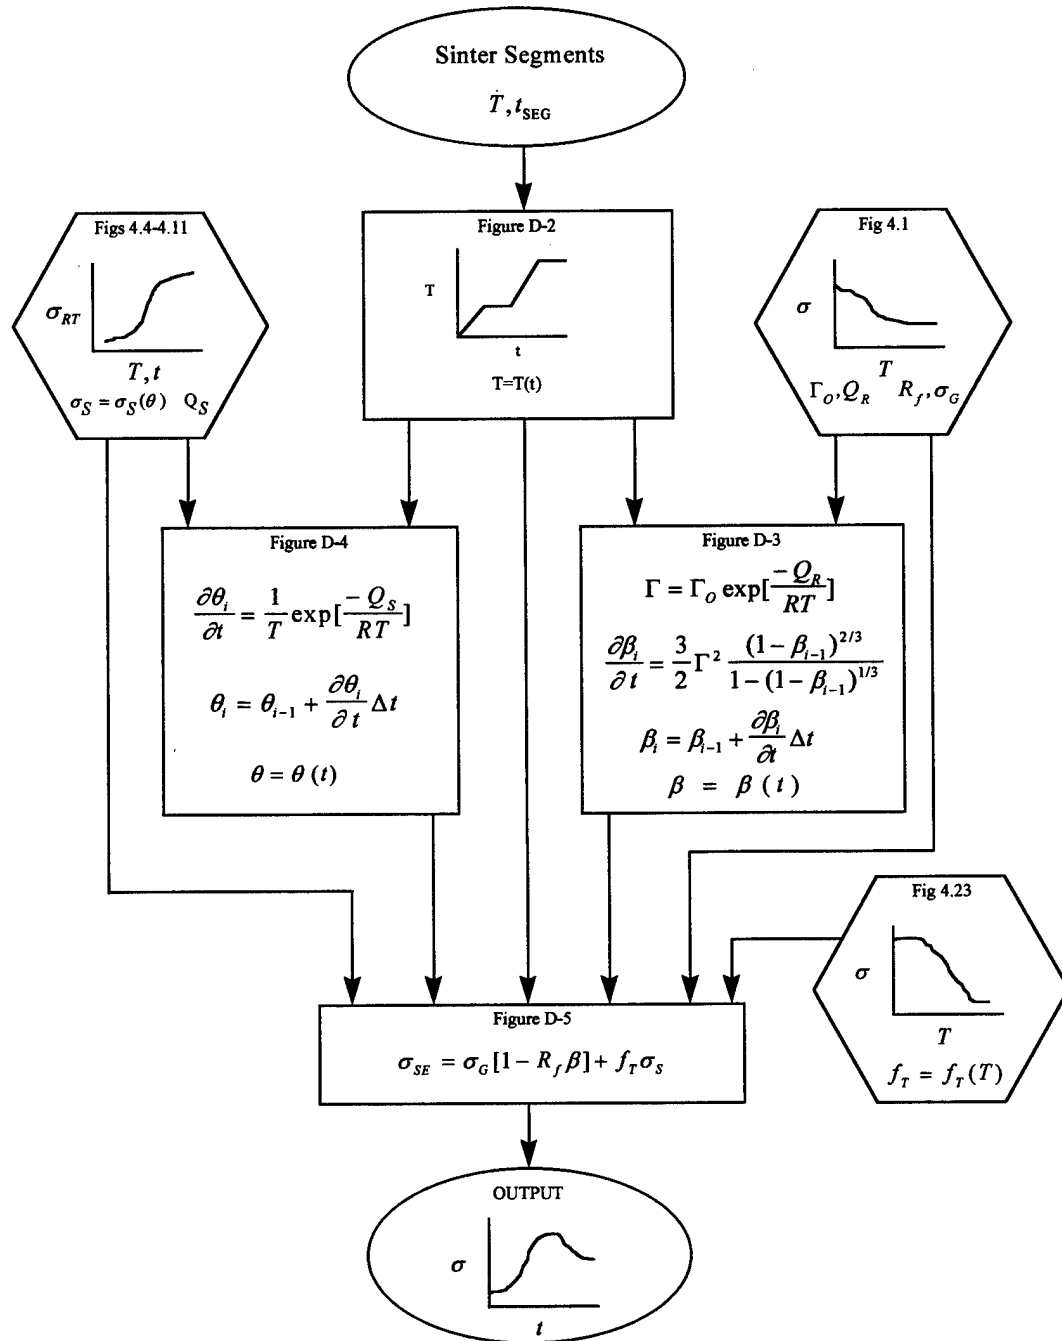 Sinter Segments
Ṫ, t_SEG
Figs 4.4-4.11
σ_RT
T, t
σ_S = σ_S(θ) Q_S
Figure D-2
T
t
T=T(t)
Fig 4.1
σ
T
Γ_O, Q_R R_f, σ_G
Figure D-4
∂θ_i/∂t = 1/T exp[-Q_S/RT]
θ_i = θ_{i-1} + ∂θ_i/∂t Δt
θ = θ (t)
Figure D-3
Γ = Γ_O exp[-Q_R/RT]
∂β_i/∂t = 3/2 Γ^2 (1-β_{i-1})^{2/3}/1-(1-β_{i-1})^{1/3}
β_i = β_{i-1} + ∂β_i/∂t Δt
β = β (t)
Fig 4.23
σ
T
f_T = f_T(T)
Figure D-5
σ_SE = σ_G[1-R_f β]+ f_T σ_S
OUTPUT
σ
t